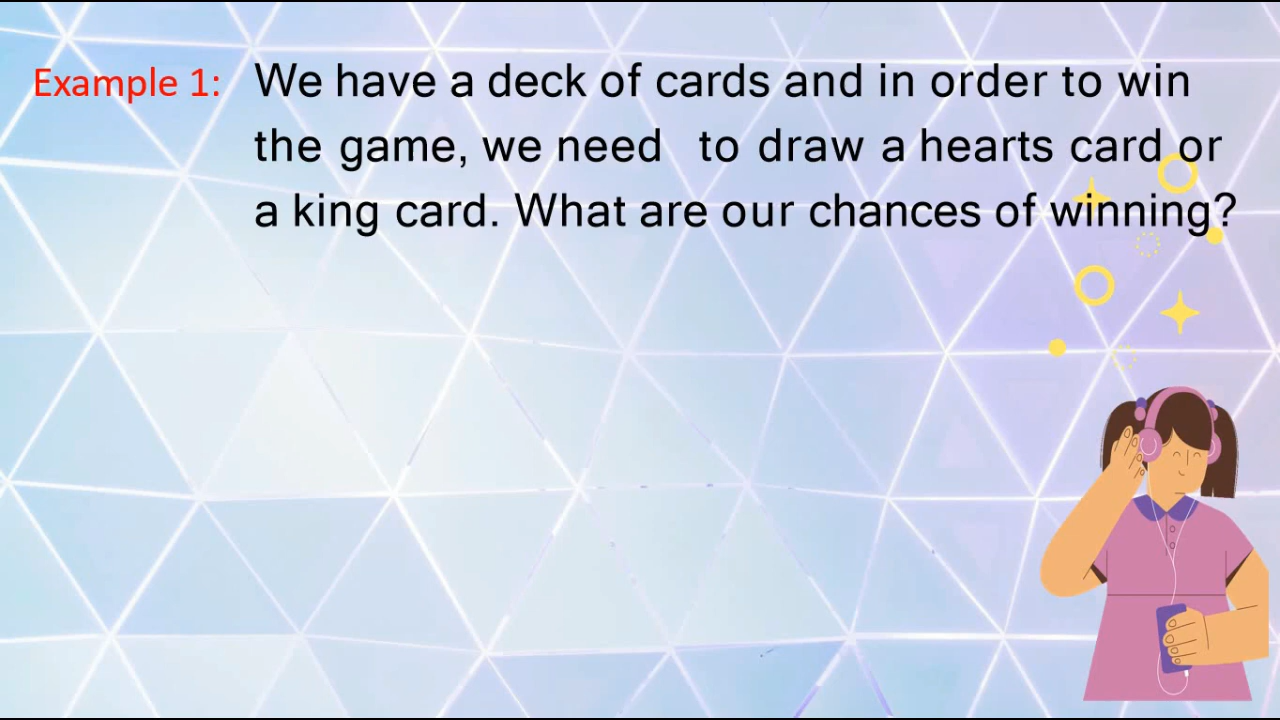 Example 1: We have a deck of cards and in order to win
the game, we need to draw a hearts card or
a king card. What are our chances of winning?